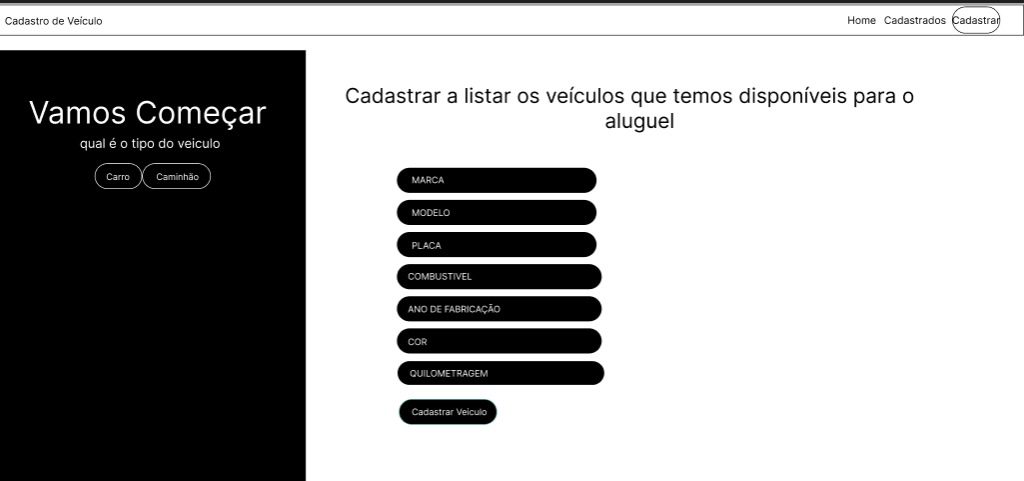 Cadastro de Veículo
Home Cadastrados Cadastrar
Vamos Começar
qual é o tipo do veiculo
Carro Caminhão
Cadastrar a listar os veículos que temos disponíveis para o
aluguel
MARCA
MODELO
PLACA
COMBUSTIVEL
ANO DE FABRICAÇÃO
COR
QUILOMETRAGEM
Cadastrar Veiculo